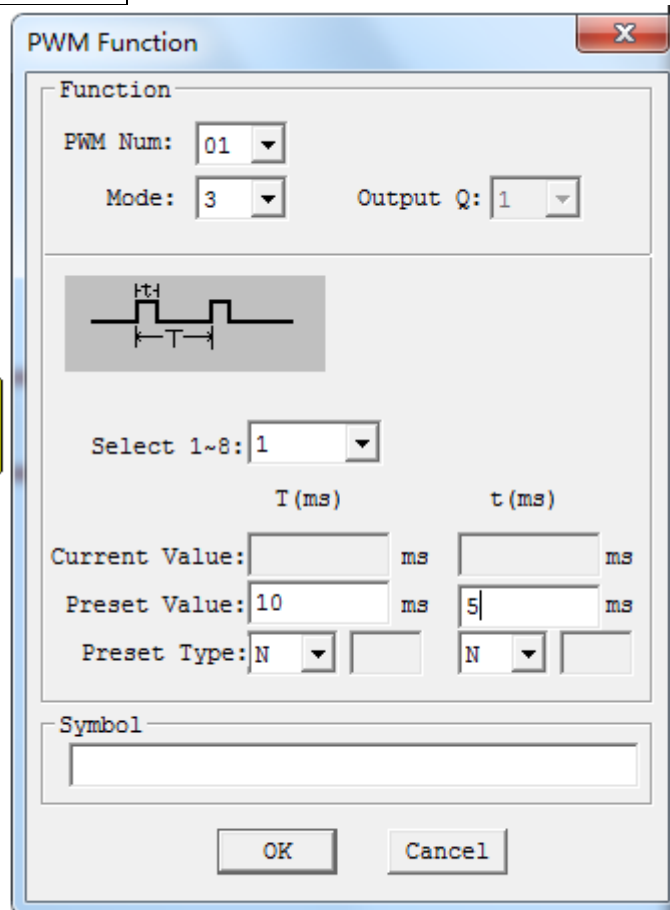 PWM Function
Function
PWM Num: 01
Mode: 3 Output Q: 1
t
T
Select 1~8: 1
T(ms) t(ms)
Current Value: ms ms
Preset Value: 10 ms 5 ms
Preset Type: N N
Symbol
OK Cancel